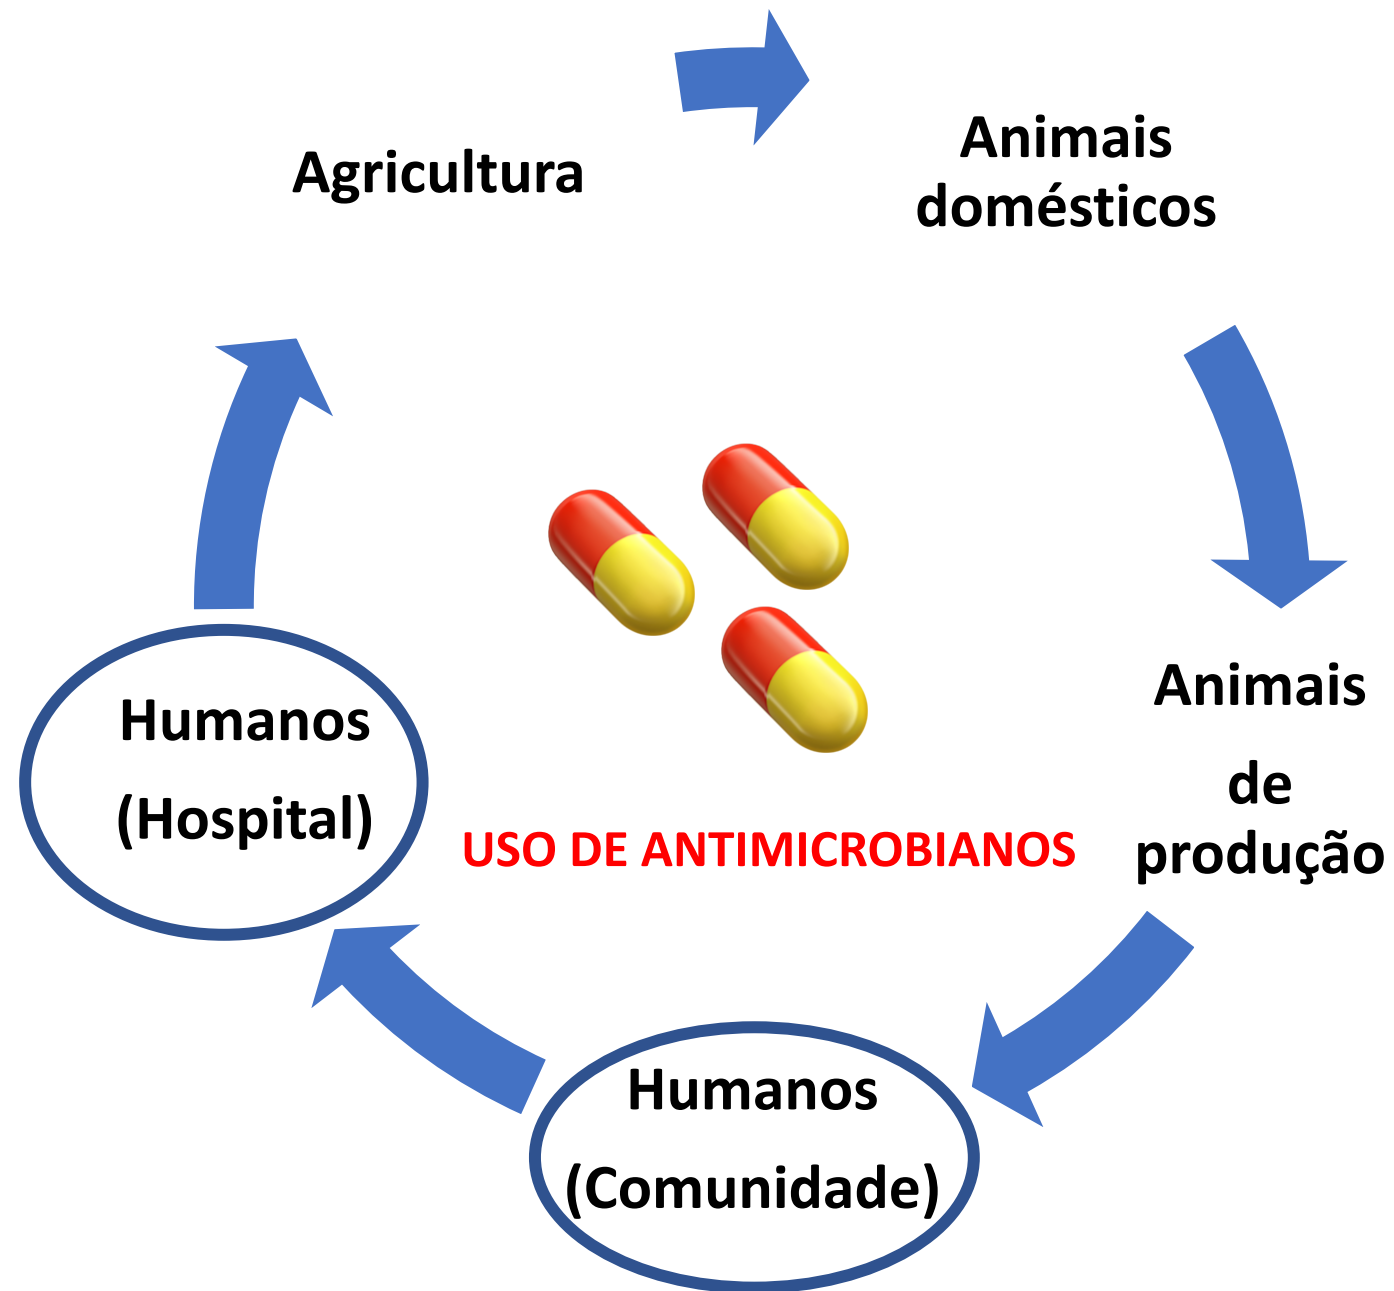 Agricultura
Animais
domésticos
Animais
de
produção
Humanos
(Comunidade)
Humanos
(Hospital)
USO DE ANTIMICROBIANOS